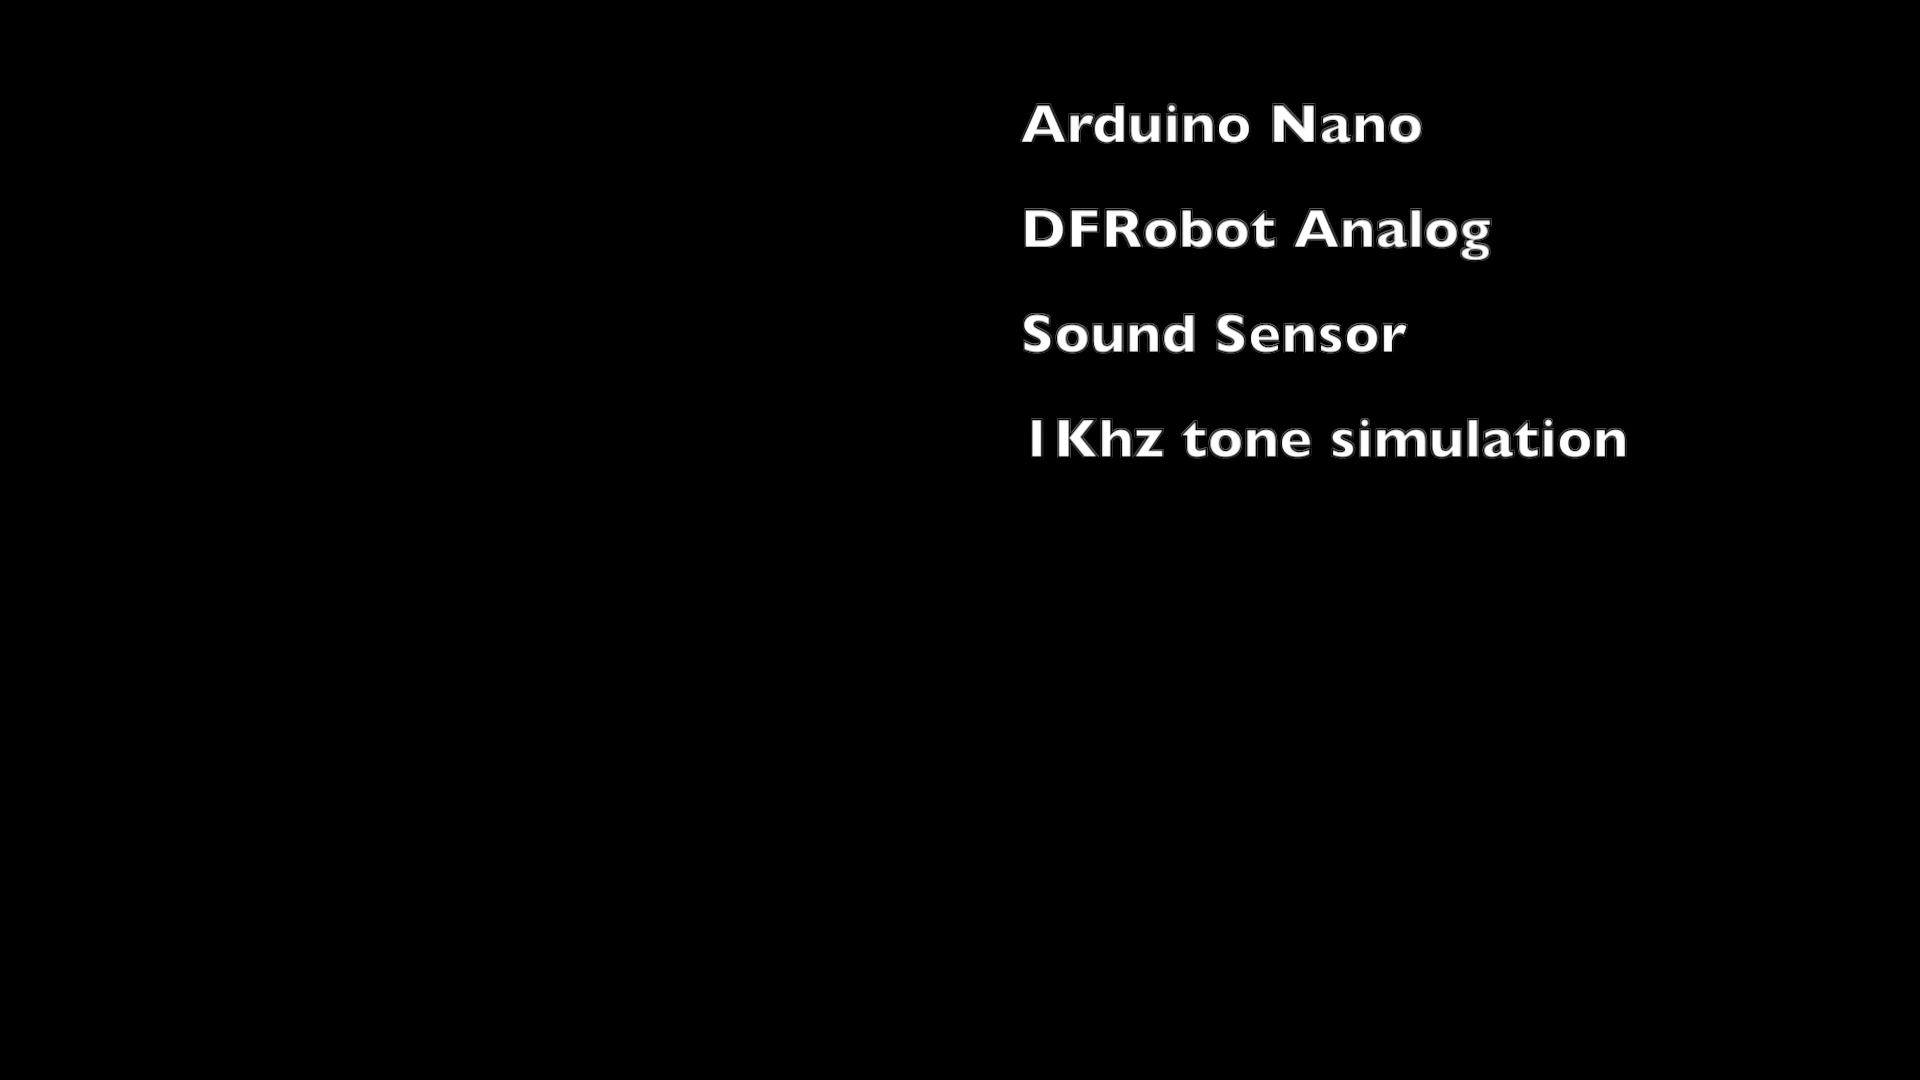 Arduino Nano
DFRobot Analog
Sound Sensor
1Khz tone simulation